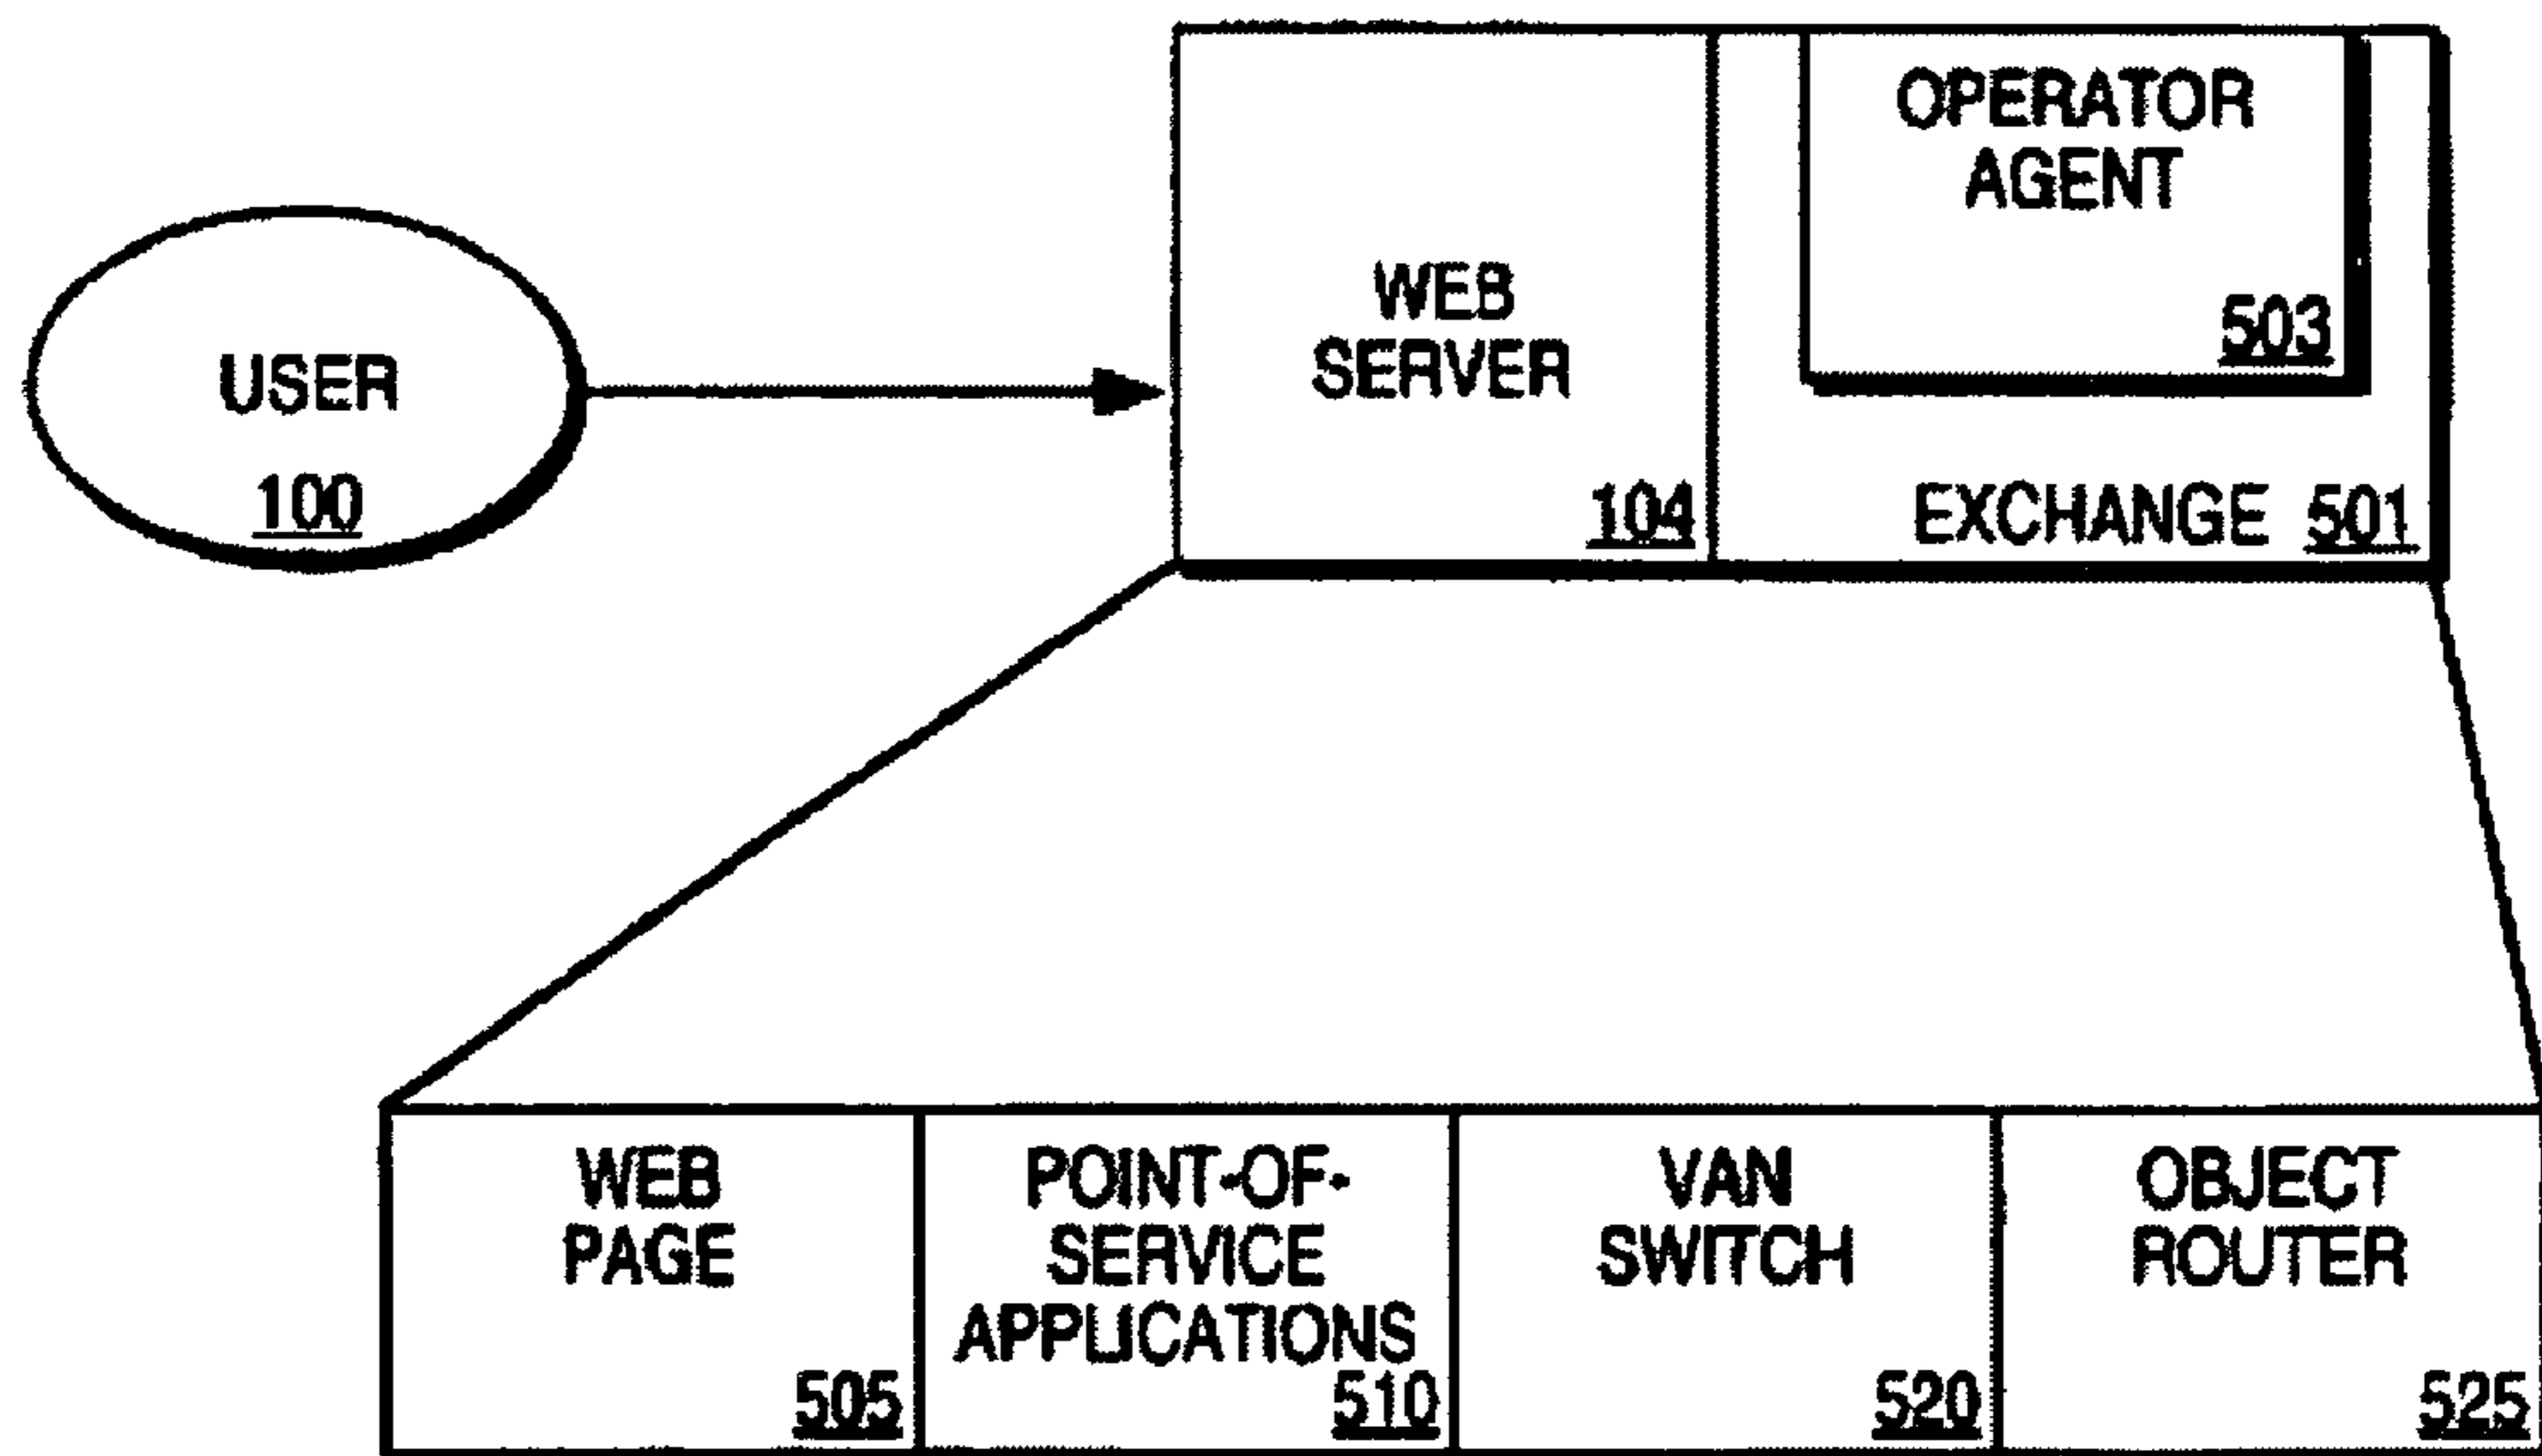 USER
100
WEB
SERVER
104
OPERATOR
AGENT
503
EXCHANGE 501
WEB
PAGE
505
POINT-OF-
SERVICE
APPLICATIONS
510
VAN
SWITCH
520
OBJECT
ROUTER
525